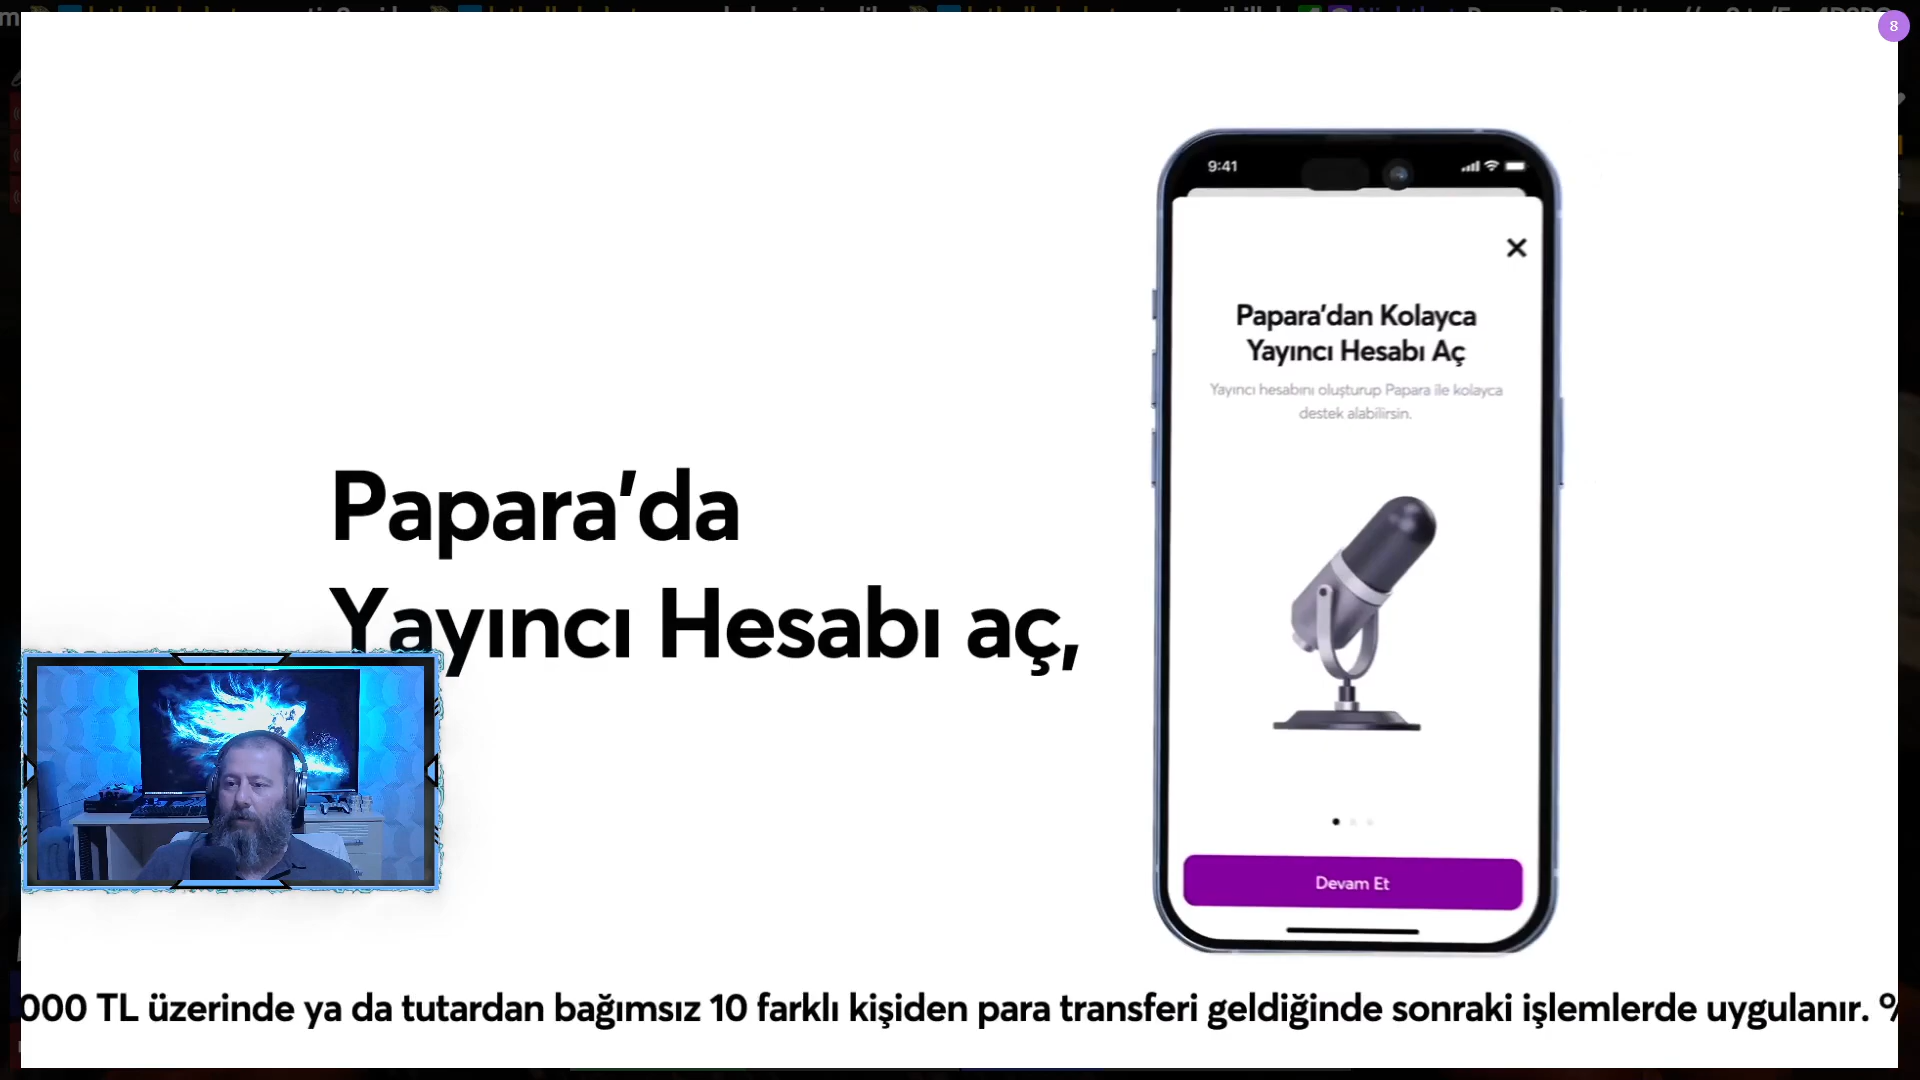 8
9:41
Papara'dan Kolayca
Yayıncı Hesabı Aç
Yayıncı hesabını oluşturup Papara ile kolayca
destek alabilirsin.
Papara'da
Yayıncı Hesabı aç,
Devam Et
000 TL üzerinde ya da tutardan bağımsız 10 farklı kişiden para transferi geldiğinde sonraki işlemlerde uygulanır. %